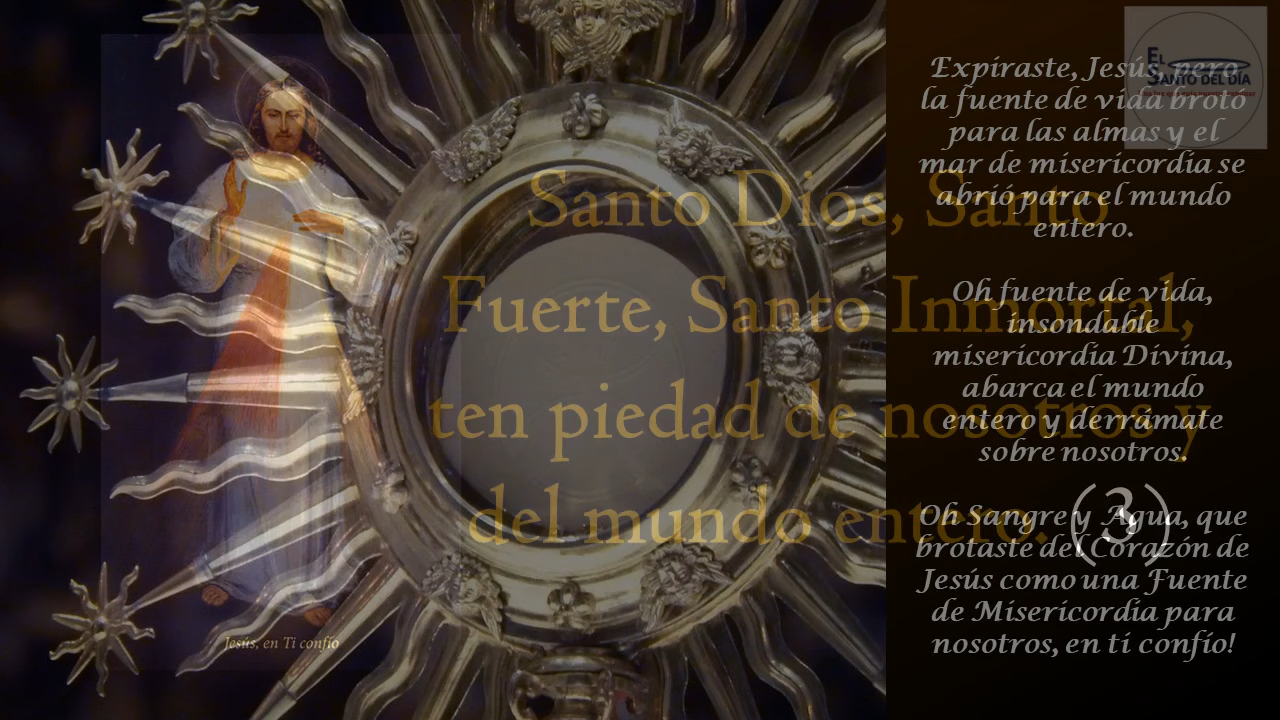 Santo Dios, Santo
Fuerte, Santo Inmortal,
ten piedad de nosotros y
del mundo entero.
(3)
Jesús, en Ti confío
Expiraste, Jesús, pero
la fuente de vida brotó
para las almas y el
mar de misericordia se
abrió para el mundo
entero.
Oh fuente de vida,
insondable
misericordia Divina,
abarca el mundo
entero y derrámate
sobre nosotros.
Oh Sangre y Agua, que
brotaste del Corazón de
Jesús como una Fuente
de Misericordia para
nosotros, en ti confío!
EL
SANTO DEL DÍA